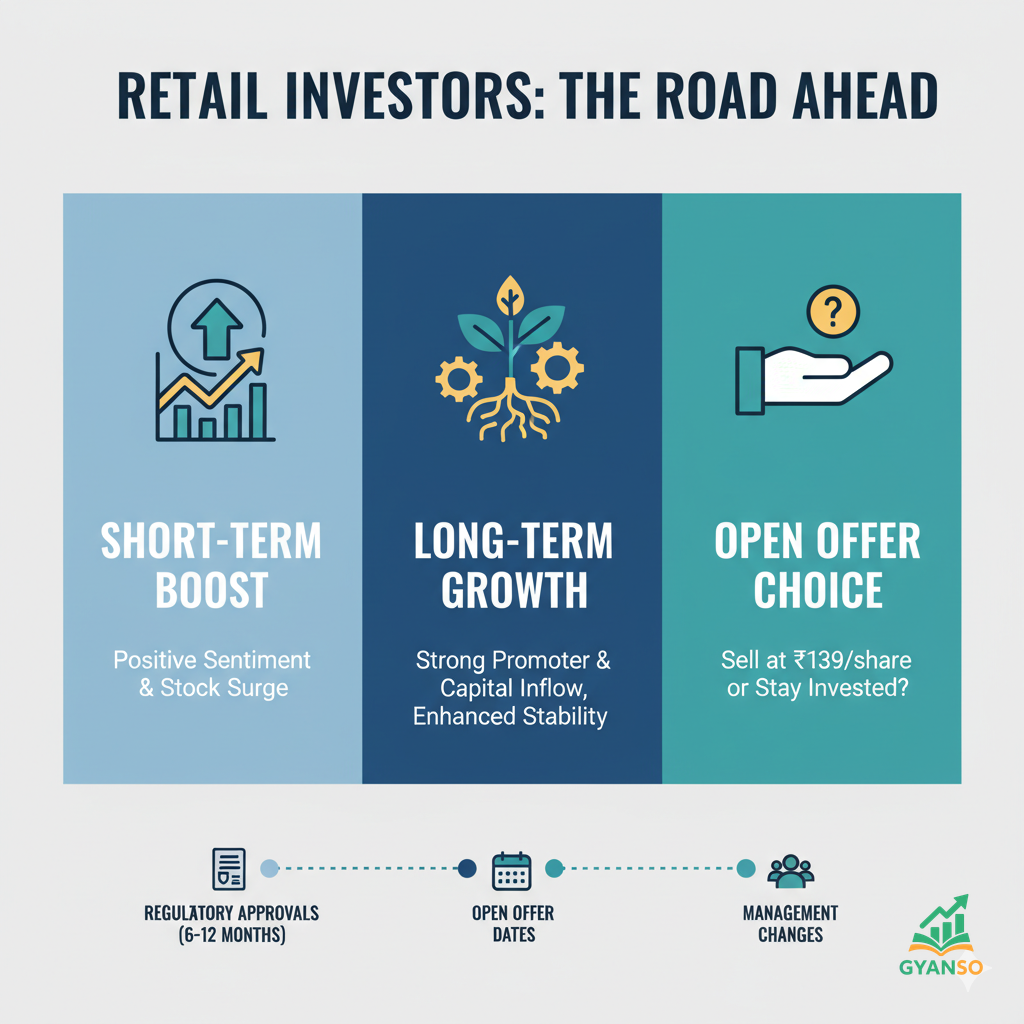 RETAIL INVESTORS: THE ROAD AHEAD
SHORT-TERM
BOOST
Positive Sentiment
& Stock Surge
LONG-TERM
GROWTH
Strong Promoter &
Capital Inflow,
Enhanced Stability
?
OPEN OFFER
CHOICE
Sell at ₹139/share
or Stay Invested?
REGULATORY APPROVALS
(6-12 MONTHS)
OPEN OFFER
DATES
MANAGEMENT
CHANGES
GYANSO